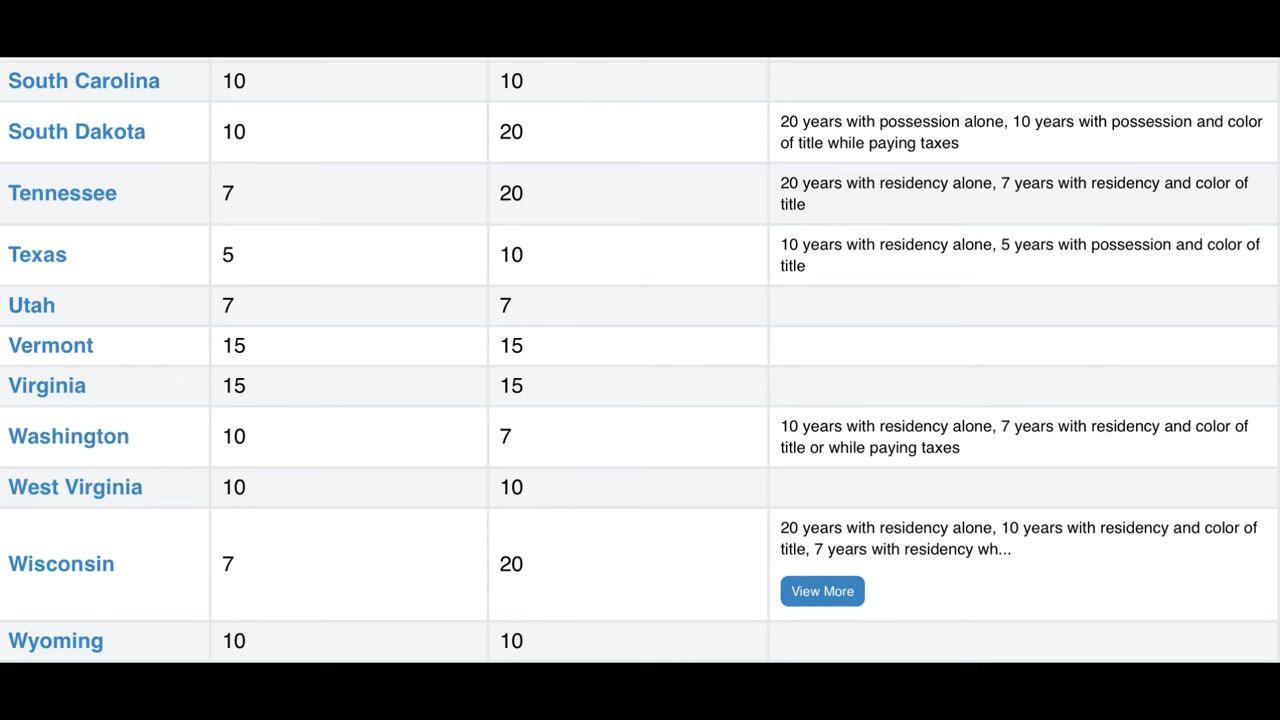 South Carolina 10 10
South Dakota 10 20 20 years with possession alone, 10 years with possession and color
of title while paying taxes
Tennessee 7 20 20 years with residency alone, 7 years with residency and color of
title
Texas 5 10 10 years with residency alone, 5 years with possession and color of
title
Utah 7 7
Vermont 15 15
Virginia 15 15
Washington 10 7 10 years with residency alone, 7 years with residency and color of
title or while paying taxes
West Virginia 10 10
Wisconsin 7 20 20 years with residency alone, 10 years with residency and color of
title, 7 years with residency wh...
View More
Wyoming 10 10